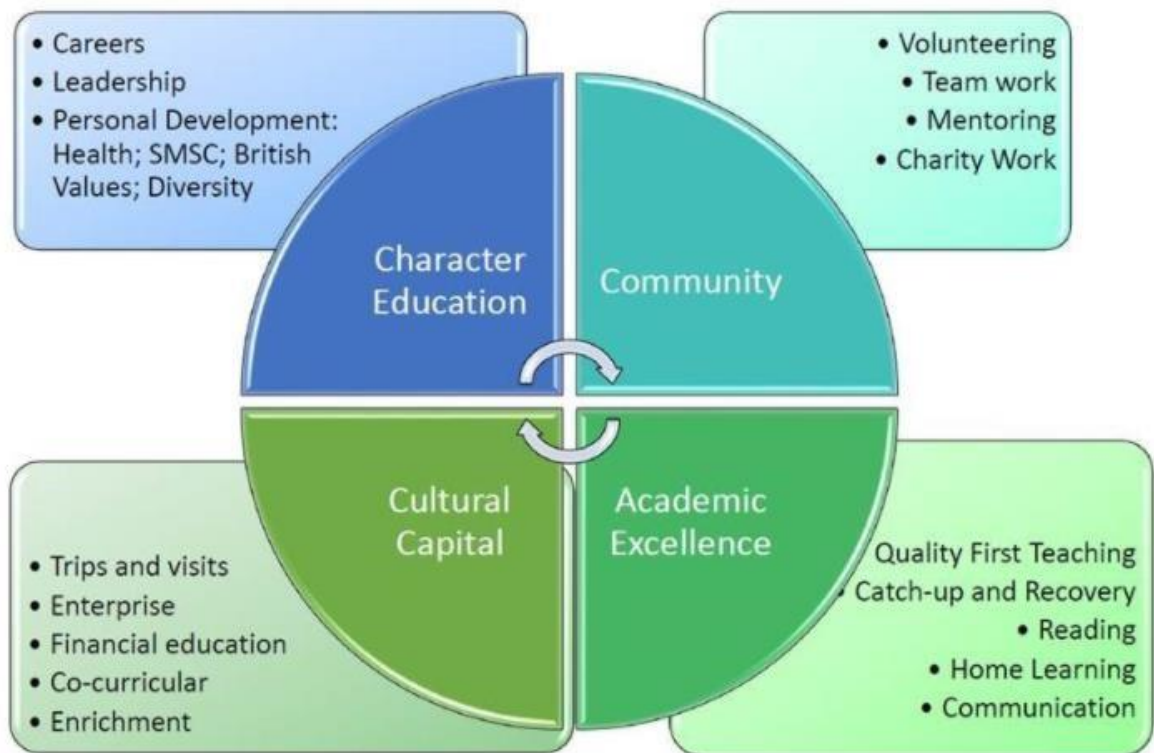 • Careers
• Leadership
• Personal Development:
Health; SMSC; British
Values; Diversity
• Volunteering
• Team work
• Mentoring
• Charity Work
Character
Education
Community
Cultural
Capital
Academic
Excellence
• Trips and visits
• Enterprise
• Financial education
• Co-curricular
• Enrichment
Quality First Teaching
• Catch-up and Recovery
• Reading
• Home Learning
• Communication